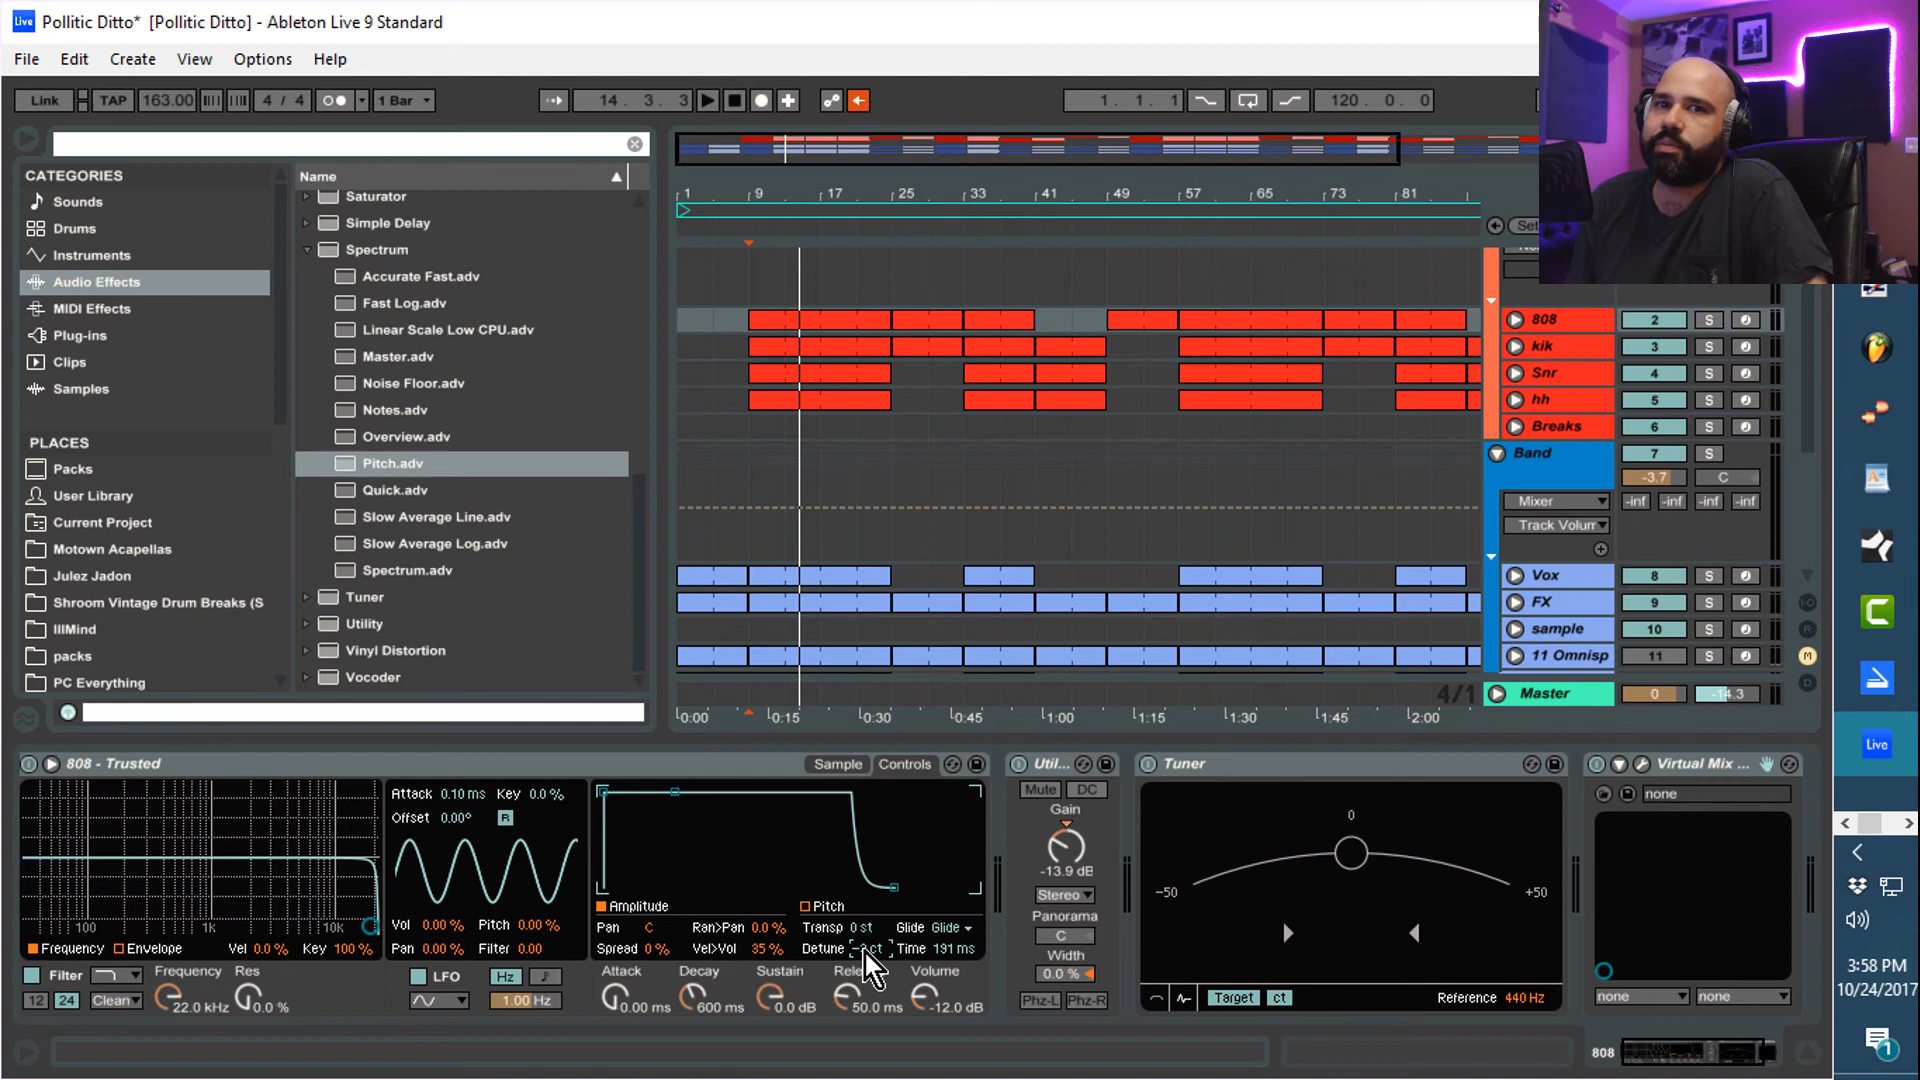 Live Pollitic Ditto* [Pollitic Ditto] - Ableton Live 9 Standard
File Edit Create View Options Help
Link TAP 163.00 4 / 4 1 Bar 14 . 3 . 3 1 . 1 . 1 120 . 0 . 0
CATEGORIES
Sounds
Drums
Instruments
Audio Effects
MIDI Effects
Plug-ins
Clips
Samples
PLACES
Packs
User Library
Current Project
Motown Acapellas
Julez Jadon
Shroom Vintage Drum Breaks (S
IllMind
packs
PC Everything
Name
Saturator
Simple Delay
Spectrum
Accurate Fast.adv
Fast Log.adv
Linear Scale Low CPU.adv
Master.adv
Noise Floor.adv
Notes.adv
Overview.adv
Pitch.adv
Quick.adv
Slow Average Line.adv
Slow Average Log.adv
Spectrum.adv
Tuner
Utility
Vinyl Distortion
Vocoder
1 9 17 25 33 41 49 57 65 73 81
Set
808 2 S
kik 3 S
Snr 4 S
hh 5 S
Breaks 6 S
Band 7 S
-3.7 C
Mixer -inf -inf -inf -inf
Track Volum
Vox 8 S
FX 9 S
sample 10 S
11 Omnisp 11 S
4/1 Master 0 -14.3
0:00 0:15 0:30 0:45 1:00 1:15 1:30 1:45 2:00
R
M
D
808 - Trusted Sample Controls
100 1k 10k
Frequency Envelope Vel 0.0 % Key 100 %
Filter Frequency Res
12 24 Clean 22.0 kHz 0.0 %
Attack 0.10 ms Key 0.0 %
Offset 0.00° R
Vol 0.00 % Pitch 0.00 %
Pan 0.00 % Filter 0.00
LFO Hz
1.00 Hz
Amplitude Pitch
Pan C Ran>Pan 0.0 % Transp 0 st Glide Glide
Spread 0 % Vel>Vol 35 % Detune Time 191 ms
Attack Decay Sustain Volume
0.00 ms 600 ms 0.0 dB 50.0 ms -12.0 dB
Util...
Mute DC
Gain
-13.9 dB
Stereo
Panorama
C
Width
0.0 %
Phz-L Phz-R
Tuner
0
-50 +50
Target ct Reference 440 Hz
Virtual Mix ...
none
none none
Live
3:58 PM
10/24/2017
1
808